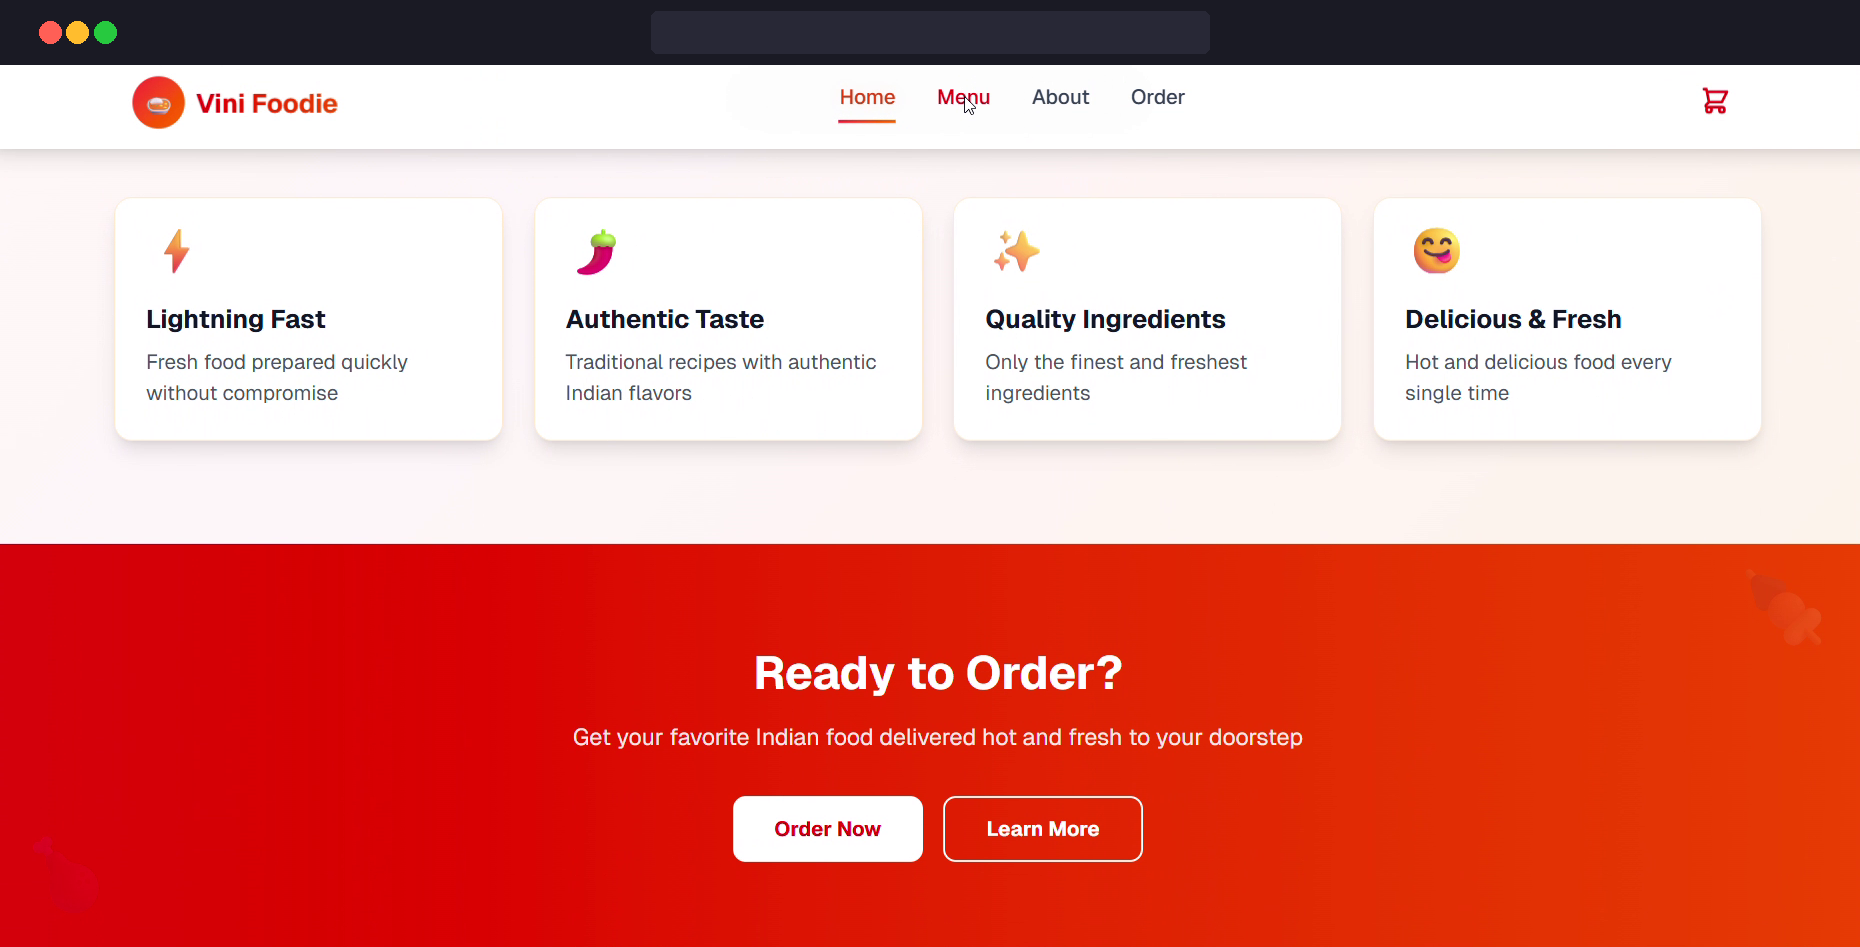 Vini Foodie
Home Menu About Order
Lightning Fast
Fresh food prepared quickly
without compromise
Authentic Taste
Traditional recipes with authentic
Indian flavors
Quality Ingredients
Only the finest and freshest
ingredients
Delicious & Fresh
Hot and delicious food every
single time
Ready to Order?
Get your favorite Indian food delivered hot and fresh to your doorstep
Order Now
Learn More